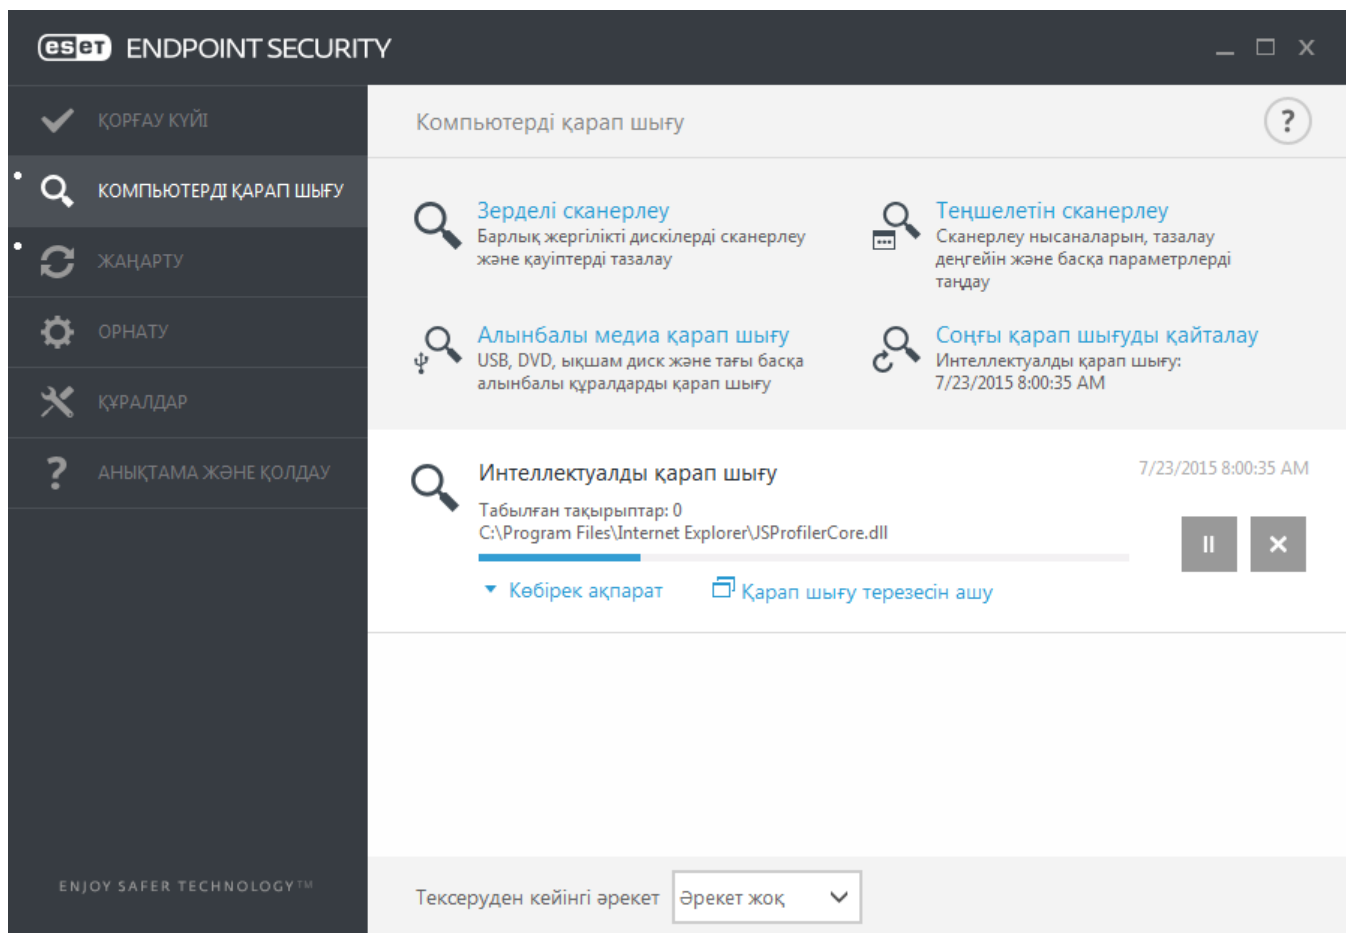 eset ENDPOINT SECURITY
ҚОРҒАУ КҮЙІ
КОМПЬЮТЕРДІ ҚАРАП ШЫҒУ
ЖАҢАРТУ
ОРНАТУ
ҚҰРАЛДАР
АНЫҚТАМА ЖӘНЕ ҚОЛДАУ
ENJOY SAFER TECHNOLOGY™
Компьютерді қарап шығу
?
Зерделі сканерлеу
Барлық жергілікті дискілерді сканерлеу
және қауіптерді тазалау
Теңшелетін сканерлеу
Сканерлеу нысаналарын, тазалау
деңгейін және басқа параметрлерді
таңдау
Алынбалы медиа қарап шығу
USB, DVD, ықшам диск және тағы басқа
алынбалы құралдарды қарап шығу
Соңғы қарап шығуды қайталау
Интеллектуалды қарап шығу:
7/23/2015 8:00:35 AM
Интеллектуалды қарап шығу
7/23/2015 8:00:35 AM
Табылған тақырыптар: 0
C:\Program Files\Internet Explorer\JSProfilerCore.dll
Көбірек ақпарат
Қарап шығу терезесін ашу
Тексеруден кейінгі әрекет
Әрекет жоқ